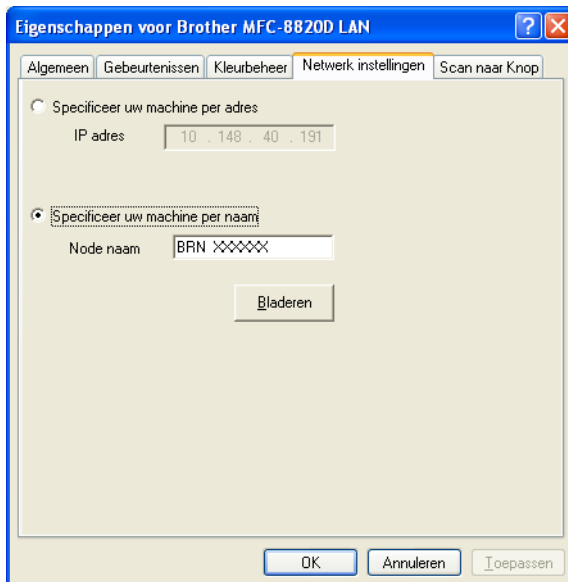 Eigenschappen voor Brother MFC-8820D LAN
Algemeen Gebeurtenissen Kleurbeheer Netwerk instellingen Scan naar Knop
Specificeer uw machine per adres
IP adres 10 . 148 . 40 . 191
Specificeer uw machine per naam
Node naam BRN XXXXXX
Bladeren
OK Annuleren Toepassen